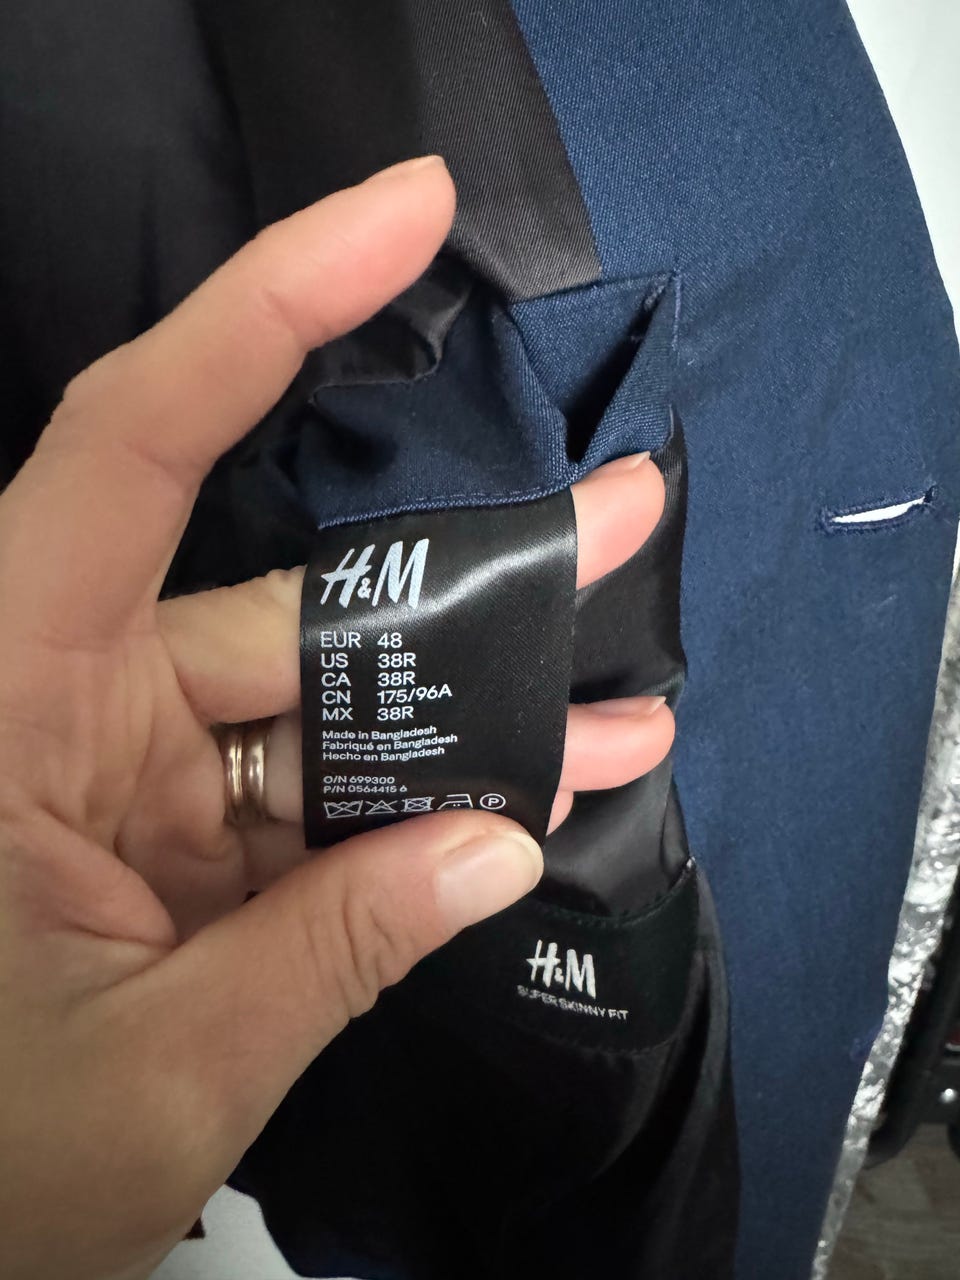 H&M
EUR 48
US 38R
CA 38R
CN 175/96A
MX 38R
Made in Bangladesh
Fabriqué en Bangladesh
Hecho en Bangladesh
O/N 699300
P/N 0564415 6
P
H&M
SUPER SKINNY FIT